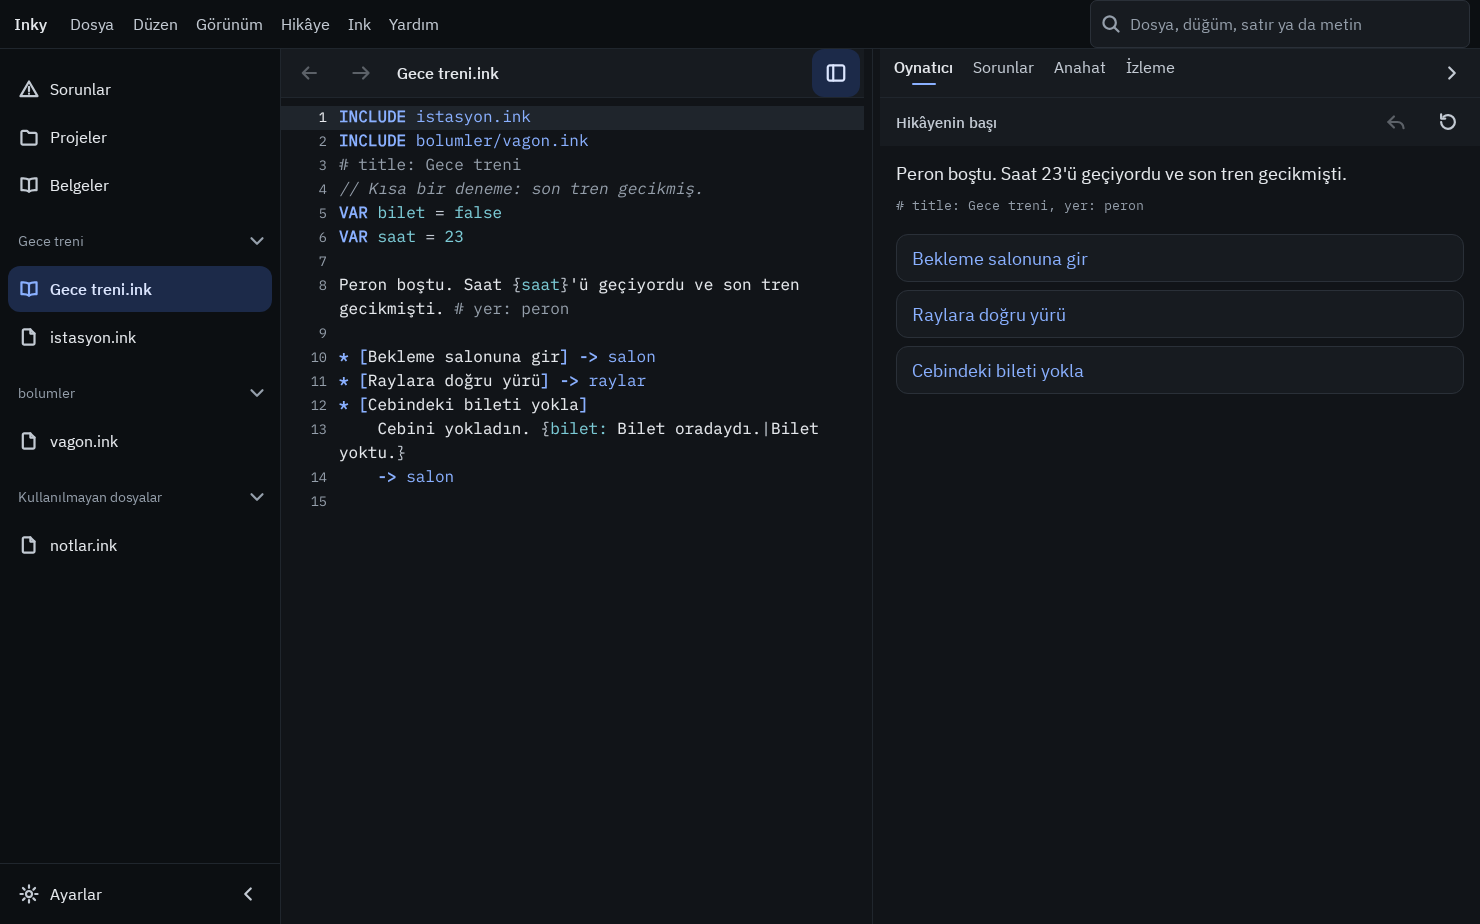 Inky Dosya Düzen Görünüm Hikâye Ink Yardım
Dosya, düğüm, satır ya da metin
Sorunlar
Projeler
Belgeler
Gece treni
Gece treni.ink
istasyon.ink
bolumler
vagon.ink
Kullanılmayan dosyalar
notlar.ink
Ayarlar
Gece treni.ink
1 INCLUDE istasyon.ink
2 INCLUDE bolumler/vagon.ink
3 # title: Gece treni
4 // Kısa bir deneme: son tren gecikmiş.
5 VAR bilet = false
6 VAR saat = 23
7
8 Peron boştu. Saat {saat}'ü geçiyordu ve son tren
gecikmişti. # yer: peron
9
10 * [Bekleme salonuna gir] -> salon
11 * [Raylara doğru yürü] -> raylar
12 * [Cebindeki bileti yokla]
13 Cebini yokladın. {bilet: Bilet oradaydı.|Bilet
yoktu.}
14 -> salon
15
Oynatıcı Sorunlar Anahat İzleme
Hikâyenin başı
Peron boştu. Saat 23'ü geçiyordu ve son tren gecikmişti.
# title: Gece treni, yer: peron
Bekleme salonuna gir
Raylara doğru yürü
Cebindeki bileti yokla